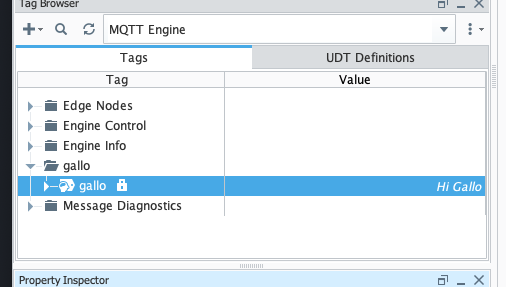 Tag Browser
MQTT Engine
Tags UDT Definitions
Tag Value
Edge Nodes
Engine Control
Engine Info
gallo
gallo Hi Gallo
Message Diagnostics
Property Inspector